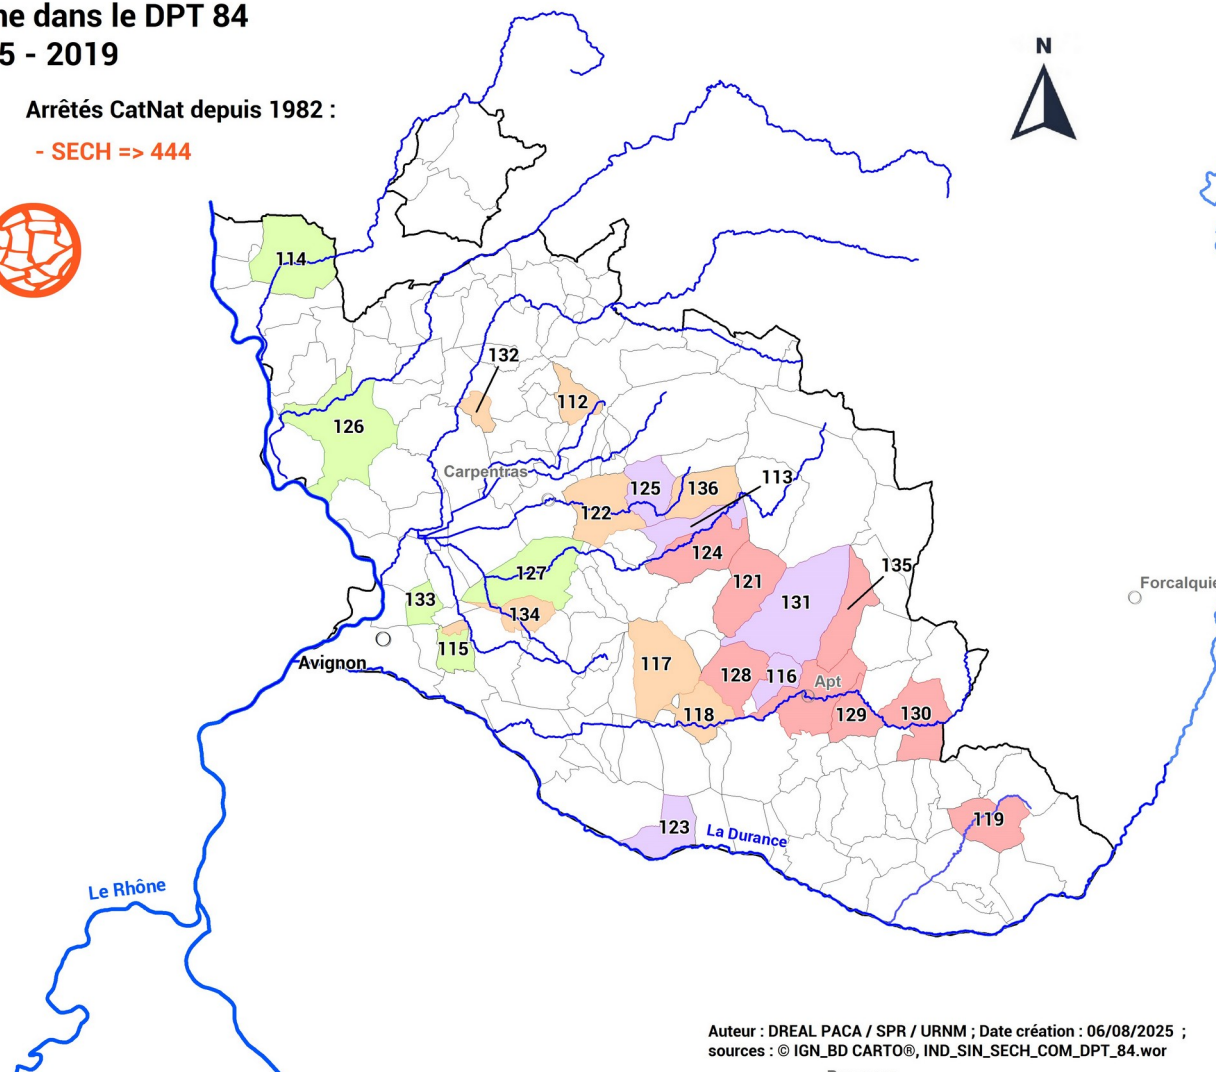 ne dans le DPT 84
5 - 2019
N
Arrêtés CatNat depuis 1982 :
- SECH => 444
114
132
112
126
Carpentras
125
136
113
122
124
127
121
135
131
133
134
115
Forcalquie
Avignon
117
128
116
Apt
118
129
130
123
La Durance
119
Le Rhône
Auteur : DREAL PACA / SPR / URNM ; Date création : 06/08/2025 ;
sources : © IGN_BD CARTO®, IND_SIN_SECH_COM_DPT_84.wor